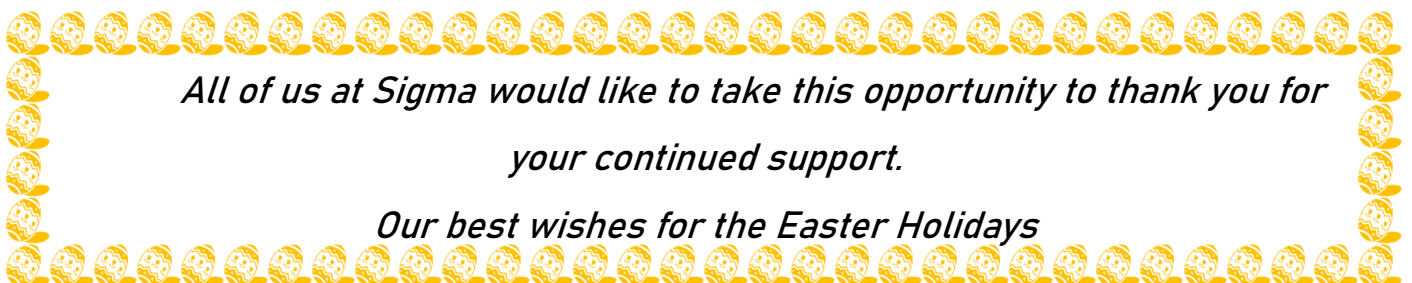 All of us at Sigma would like to take this opportunity to thank you for
your continued support.
Our best wishes for the Easter Holidays